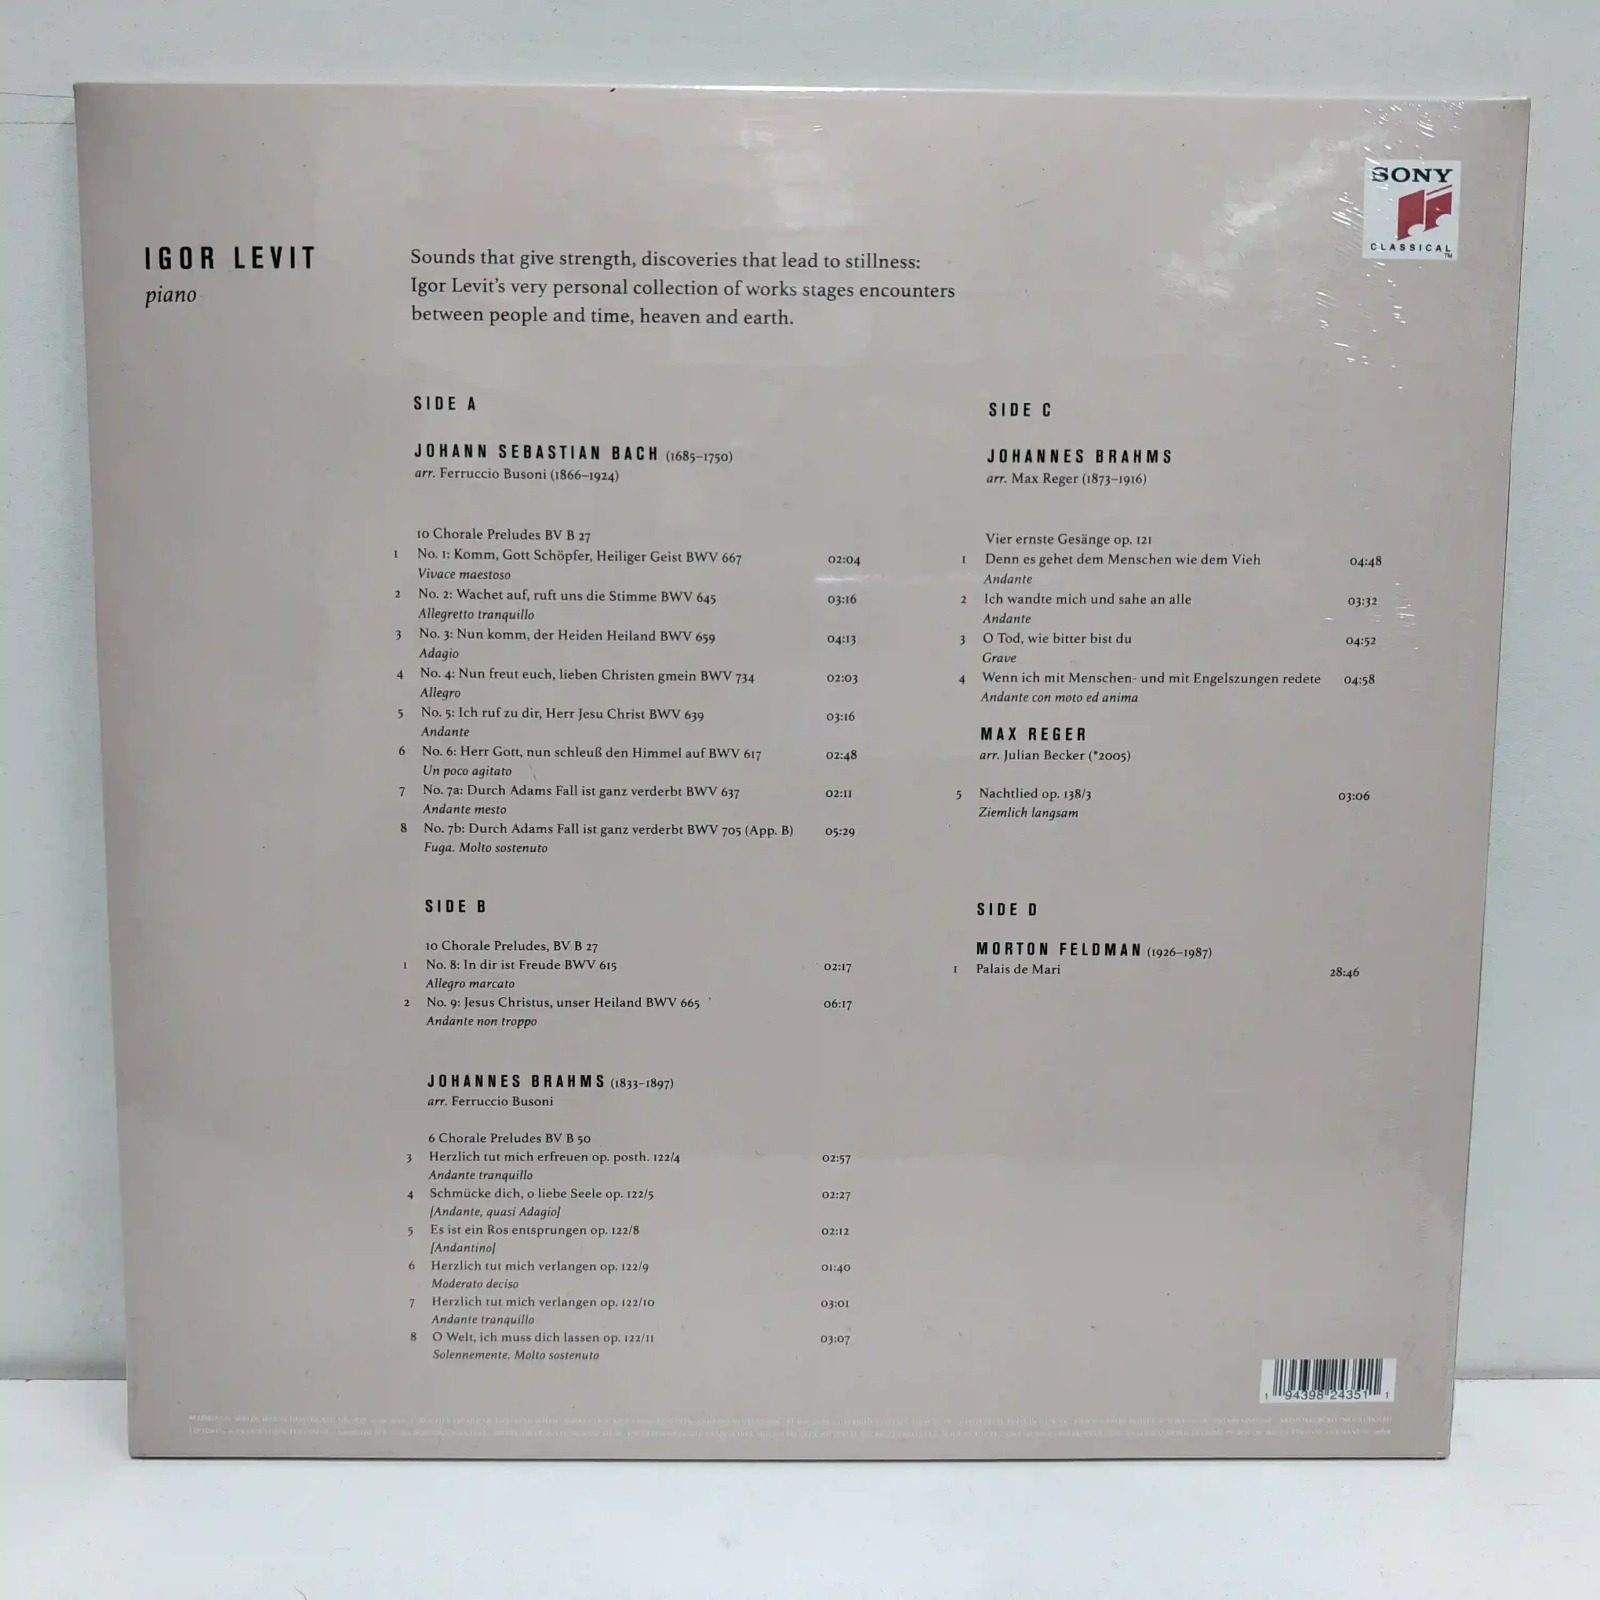 SONY
CLASSICAL
TM
IGOR LEVIT
piano
Sounds that give strength, discoveries that lead to stillness:
Igor Levit's very personal collection of works stages encounters
between people and time, heaven and earth.
SIDE A
JOHANN SEBASTIAN BACH (1685–1750)
arr. Ferruccio Busoni (1866–1924)
10 Chorale Preludes BV B 27
1 No. 1: Komm, Gott Schöpfer, Heiliger Geist BWV 667 02:04
Vivace maestoso
2 No. 2: Wachet auf, ruft uns die Stimme BWV 645 03:16
Allegretto tranquillo
3 No. 3: Nun komm, der Heiden Heiland BWV 659 04:13
Adagio
4 No. 4: Nun freut euch, lieben Christen gmein BWV 734 02:03
Allegro
5 No. 5: Ich ruf zu dir, Herr Jesu Christ BWV 639 03:16
Andante
6 No. 6: Herr Gott, nun schleuß den Himmel auf BWV 617 02:48
Un poco agitato
7 No. 7a: Durch Adams Fall ist ganz verderbt BWV 637 02:11
Andante mesto
8 No. 7b: Durch Adams Fall ist ganz verderbt BWV 705 (App. B) 05:29
Fuga. Molto sostenuto
SIDE B
10 Chorale Preludes, BV B 27
1 No. 8: In dir ist Freude BWV 615 02:17
Allegro marcato
2 No. 9: Jesus Christus, unser Heiland BWV 665 06:17
Andante non troppo
JOHANNES BRAHMS (1833–1897)
arr. Ferruccio Busoni
6 Chorale Preludes BV B 50
3 Herzlich tut mich erfreuen op. posth. 122/4 02:57
Andante tranquillo
4 Schmücke dich, o liebe Seele op. 122/5 02:27
[Andante, quasi Adagio]
5 Es ist ein Ros entsprungen op. 122/8 02:12
[Andantino]
6 Herzlich tut mich verlangen op. 122/9 01:40
Moderato deciso
7 Herzlich tut mich verlangen op. 122/10 03:01
Andante tranquillo
8 O Welt, ich muss dich lassen op. 122/11 03:07
Solennemente. Molto sostenuto
SIDE C
JOHANNES BRAHMS
arr. Max Reger (1873–1916)
Vier ernste Gesänge op. 121
1 Denn es gehet dem Menschen wie dem Vieh 04:48
Andante
2 Ich wandte mich und sahe an alle 03:32
Andante
3 O Tod, wie bitter bist du 04:52
Grave
4 Wenn ich mit Menschen- und mit Engelszungen redete 04:58
Andante con moto ed anima
MAX REGER
arr. Julian Becker (*2005)
5 Nachtlied op. 138/3 03:06
Ziemlich langsam
SIDE D
MORTON FELDMAN (1926–1987)
1 Palais de Mari 28:46
1 94398 24351 1